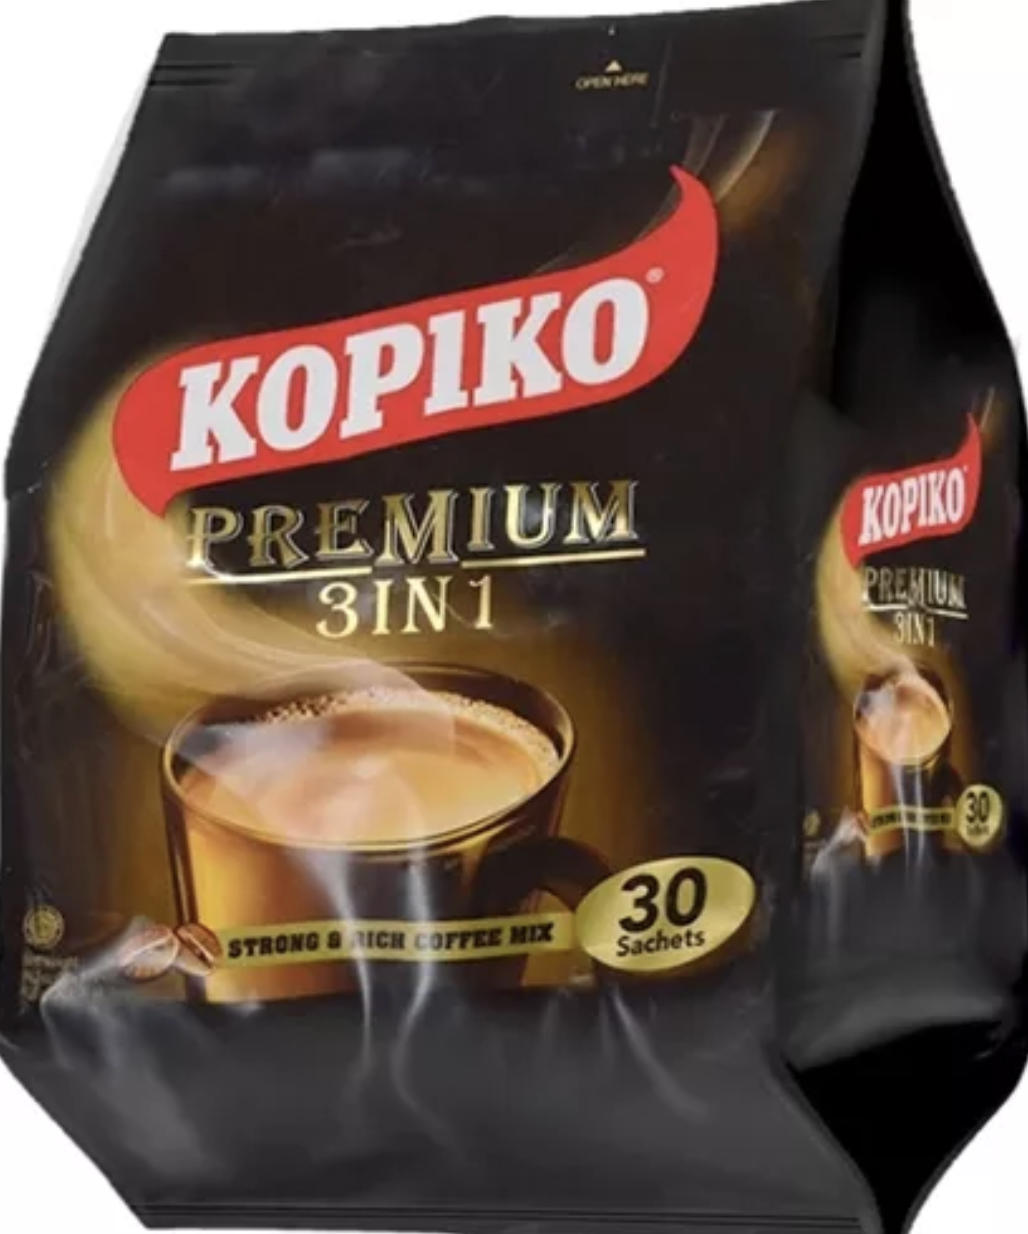 OPEN HERE
KOPIKO®
PREMIUM
3IN1
STRONG & RICH COFFEE MIX
30
Sachets
KOPIKO
PREMIUM
3IN1
30